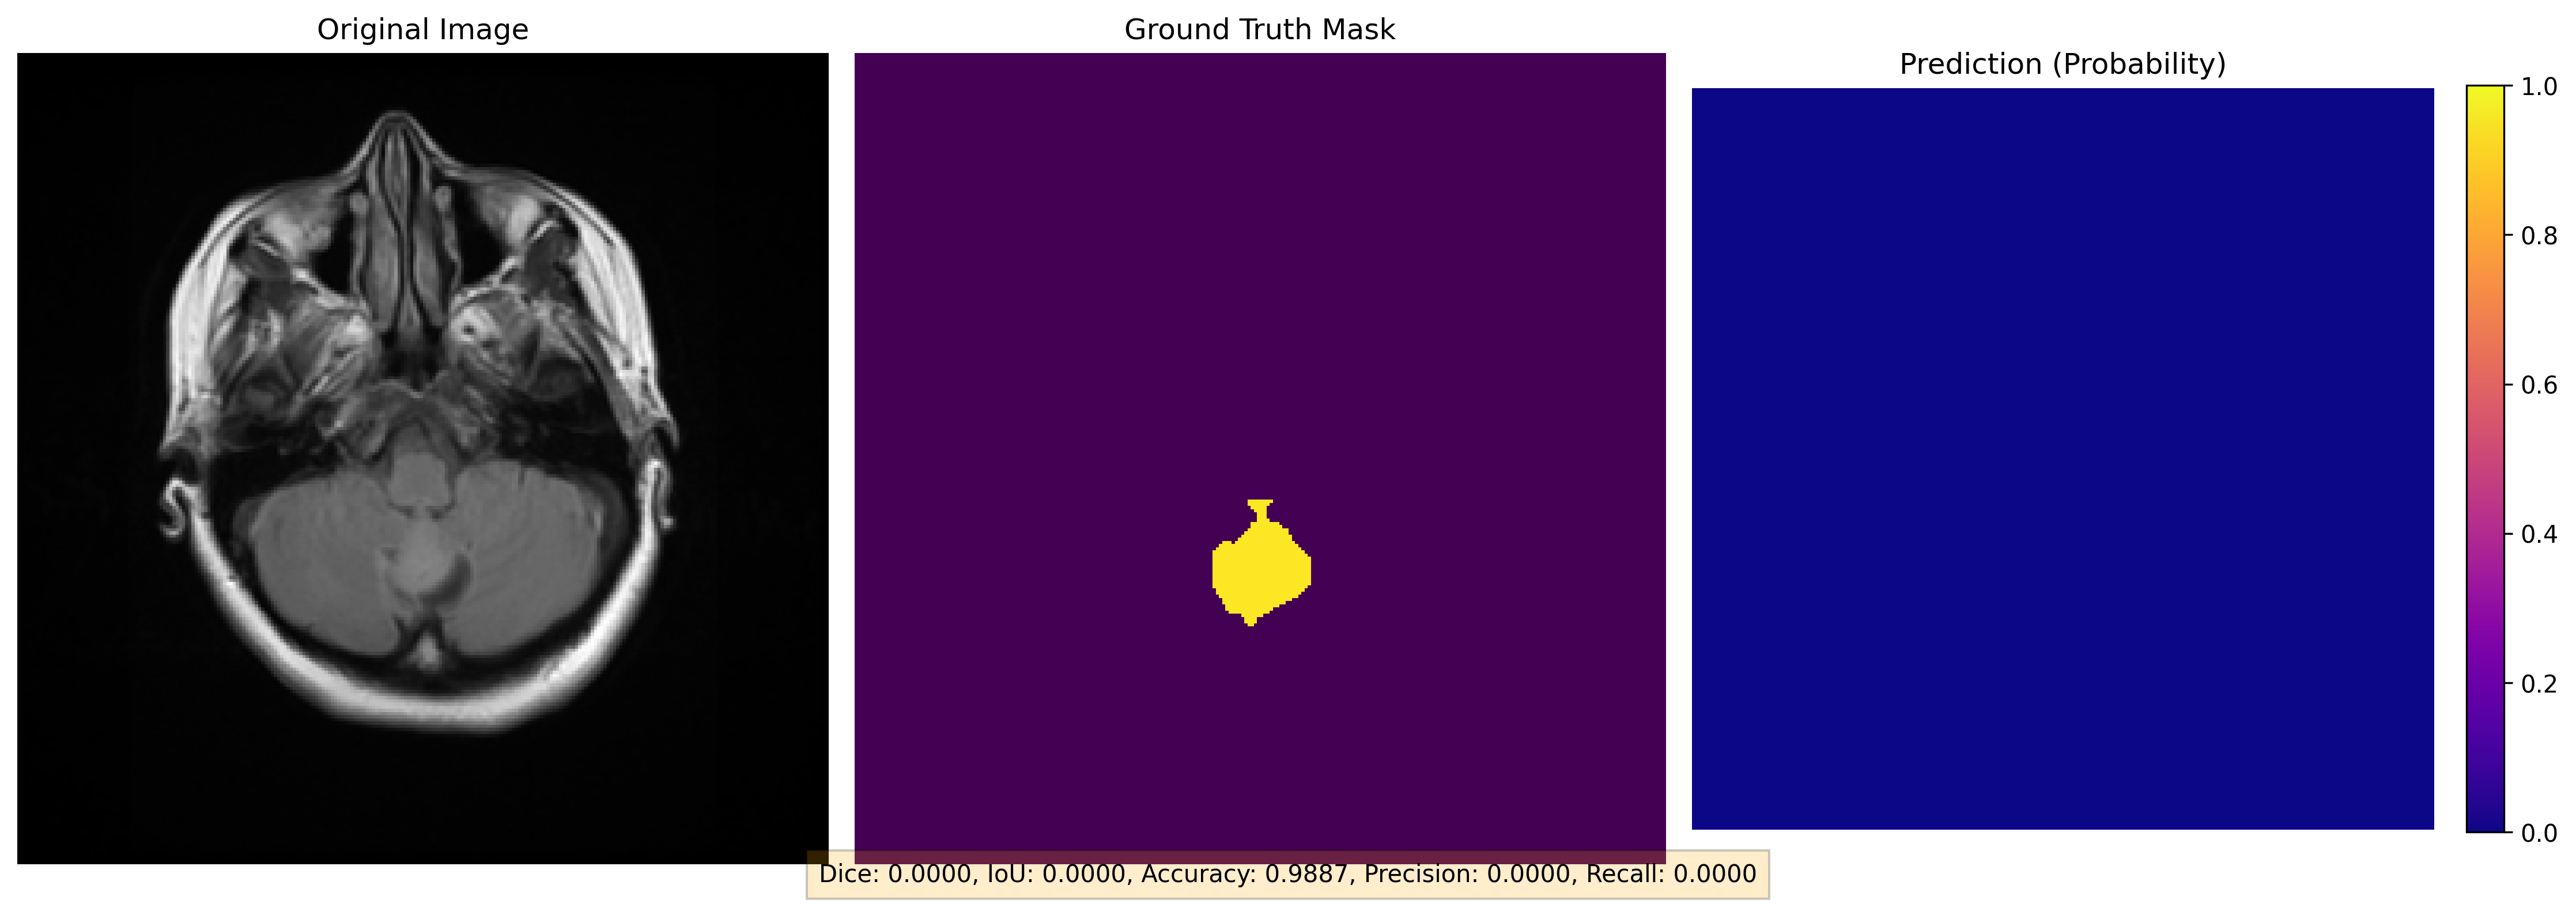 Original Image
Ground Truth Mask
Prediction (Probability)
1.0
0.8
0.6
0.4
0.2
0.0
Dice: 0.0000, IoU: 0.0000, Accuracy: 0.9887, Precision: 0.0000, Recall: 0.0000